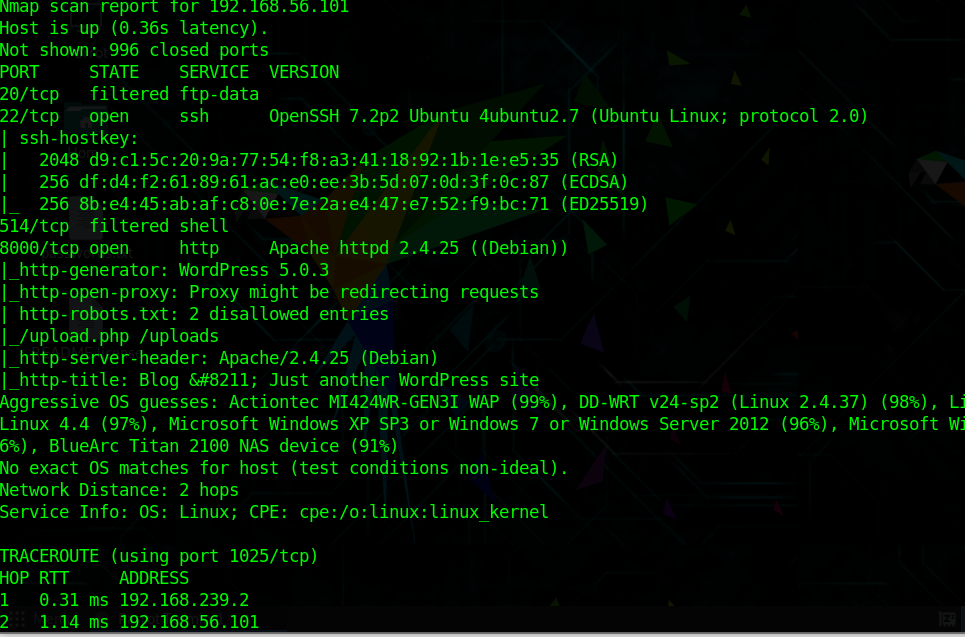 Nmap scan report for 192.168.56.101
Host is up (0.36s latency).
Not shown: 996 closed ports
PORT     STATE    SERVICE  VERSION
20/tcp   filtered ftp-data
22/tcp   open     ssh      OpenSSH 7.2p2 Ubuntu 4ubuntu2.7 (Ubuntu Linux; protocol 2.0)
| ssh-hostkey:
|   2048 d9:c1:5c:20:9a:77:54:f8:a3:41:18:92:1b:1e:e5:35 (RSA)
|   256 df:d4:f2:61:89:61:ac:e0:ee:3b:5d:07:0d:3f:0c:87 (ECDSA)
|_  256 8b:e4:45:ab:af:c8:0e:7e:2a:e4:47:e7:52:f9:bc:71 (ED25519)
514/tcp  filtered shell
8000/tcp open     http     Apache httpd 2.4.25 ((Debian))
|_http-generator: WordPress 5.0.3
|_http-open-proxy: Proxy might be redirecting requests
| http-robots.txt: 2 disallowed entries
|_/upload.php /uploads
|_http-server-header: Apache/2.4.25 (Debian)
|_http-title: Blog &#8211; Just another WordPress site
Aggressive OS guesses: Actiontec MI424WR-GEN3I WAP (99%), DD-WRT v24-sp2 (Linux 2.4.37) (98%), Li
Linux 4.4 (97%), Microsoft Windows XP SP3 or Windows 7 or Windows Server 2012 (96%), Microsoft Wi
6%), BlueArc Titan 2100 NAS device (91%)
No exact OS matches for host (test conditions non-ideal).
Network Distance: 2 hops
Service Info: OS: Linux; CPE: cpe:/o:linux:linux_kernel

TRACEROUTE (using port 1025/tcp)
HOP RTT     ADDRESS
1   0.31 ms 192.168.239.2
2   1.14 ms 192.168.56.101